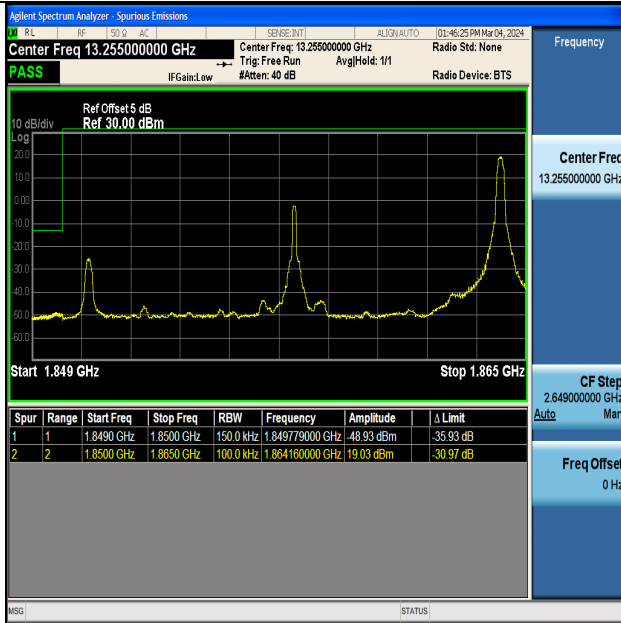 Agilent Spectrum Analyzer - Spurious Emissions
RL RF 50 Ω AC SENSE:INT ALIGNAUTO 01:46:25 PM Mar 04, 2024
Center Freq 13.255000000 GHz Center Freq: 13.255000000 GHz Radio Std: None
Trig: Free Run Avg|Hold: 1/1
PASS IFGain:Low #Atten: 40 dB Radio Device: BTS
Frequency
Ref Offset 5 dB
10 dB/div Ref 30.00 dBm
Log
20.0
10.0
0.00
-10.0
-20.0
-30.0
-40.0
-50.0
-60.0
Start 1.849 GHz Stop 1.865 GHz
Center Freq
13.255000000 GHz
CF Step
2.649000000 GHz
Auto Man
Freq Offset
0 Hz
Spur Range Start Freq Stop Freq RBW Frequency Amplitude Δ Limit
1 1 1.8490 GHz 1.8500 GHz 150.0 kHz 1.849779000 GHz -48.93 dBm -35.93 dB
2 2 1.8500 GHz 1.8650 GHz 100.0 kHz 1.864160000 GHz 19.03 dBm -30.97 dB
MSG STATUS